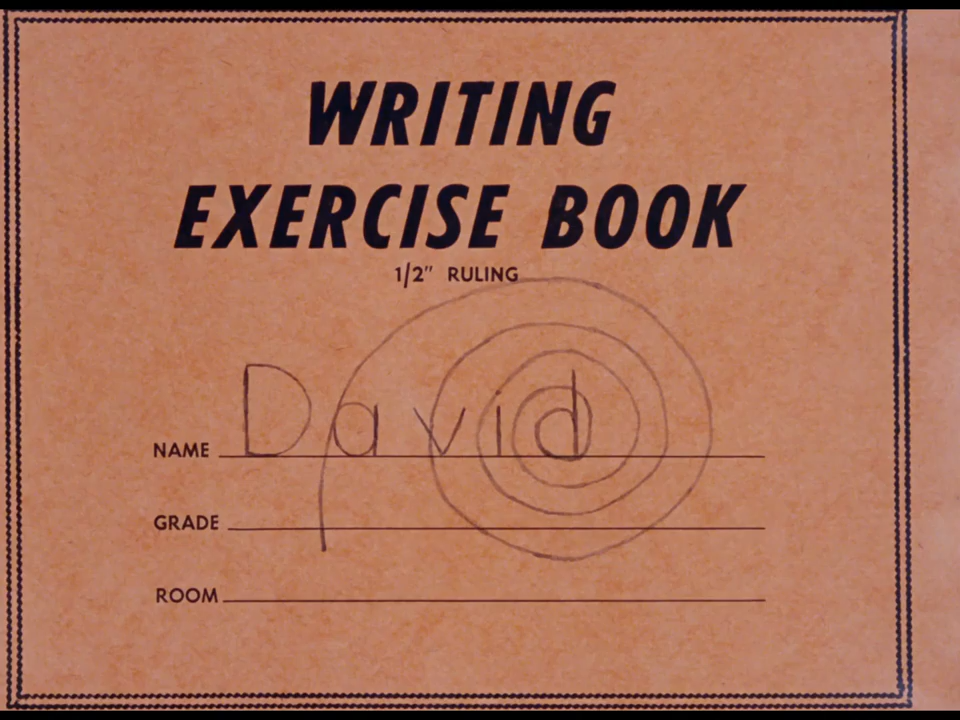 WRITING
EXERCISE BOOK
1/2" RULING
NAME David
GRADE
ROOM